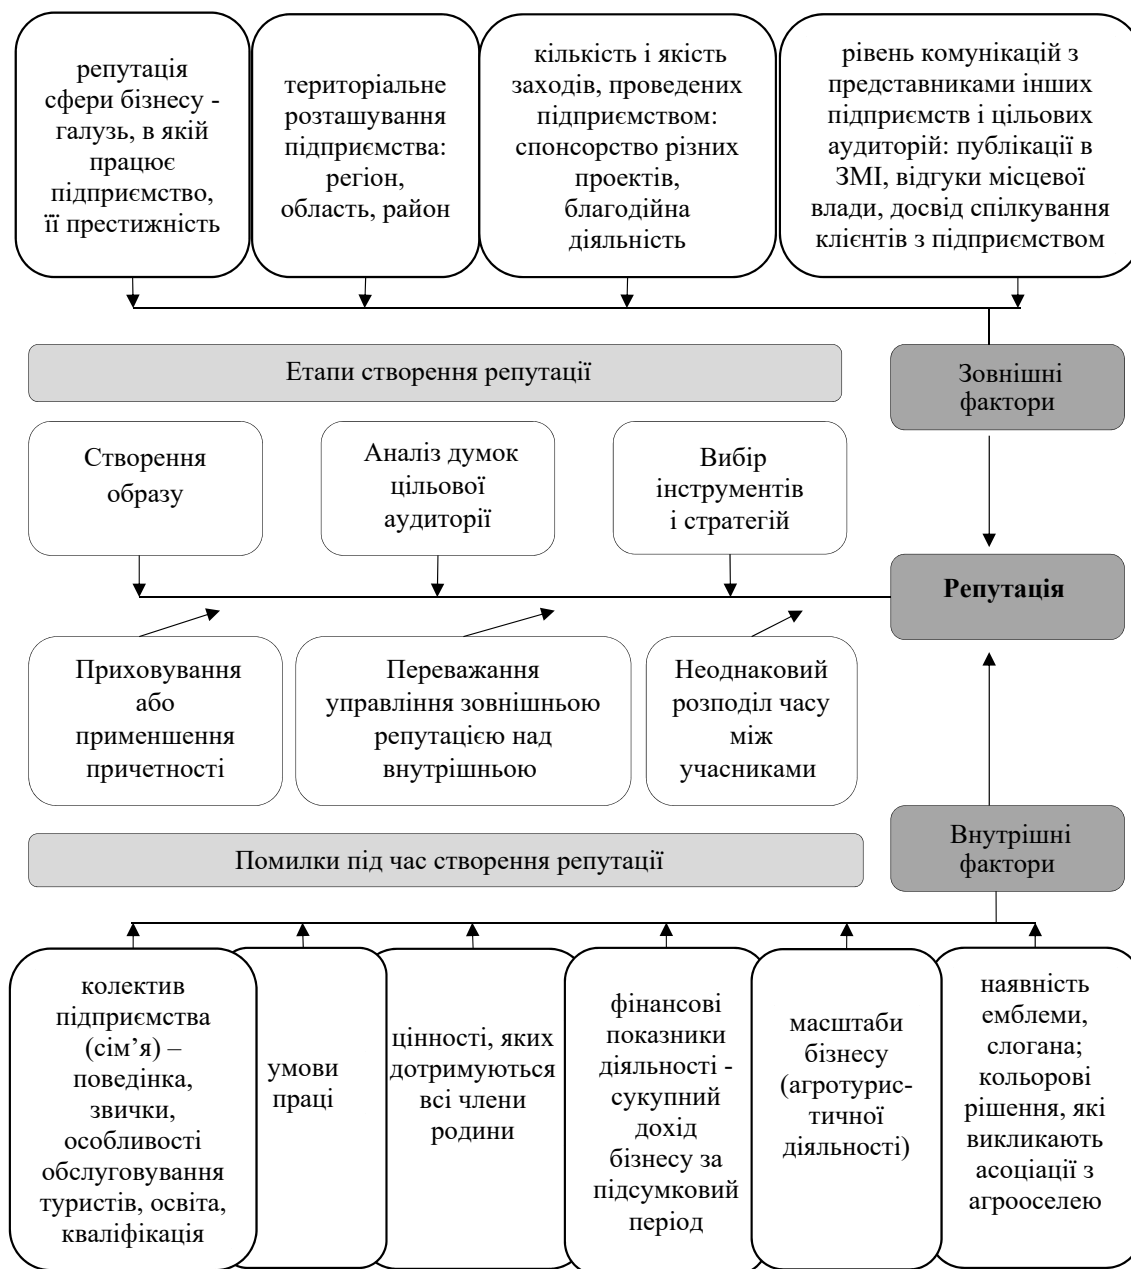 репутація
сфери бізнесу -
галузь, в якій
працює
підприємство,
її престижність
територіальне
розташування
підприємства:
регіон,
область, район
кількість і якість
заходів, проведених
підприємством:
спонсорство різних
проектів,
благодійна
діяльність
рівень комунікацій з
представниками інших
підприємств і цільових
аудиторій: публікації в
ЗМІ, відгуки місцевої
влади, досвід спілкування
клієнтів з підприємством
Етапи створення репутації
Зовнішні
фактори
Створення
образу
Аналіз думок
цільової
аудиторії
Вибір
інструментів
і стратегій
Репутація
Приховування
або
применшення
причетності
Переважання
управління зовнішньою
репутацією над
внутрішньою
Неоднаковий
розподіл часу
між
учасниками
Помилки під час створення репутації
Внутрішні
фактори
колектив
підприємства
(сім’я) –
поведінка,
звички,
особливості
обслуговування
туристів, освіта,
кваліфікація
умови
праці
цінності, яких
дотримуються
всі члени
родини
фінансові
показники
діяльності -
сукупний
дохід
бізнесу за
підсумковий
період
масштаби
бізнесу
(агротурис-
тичної
діяльності)
наявність
емблеми,
слогана;
кольорові
рішення, які
викликають
асоціації з
агрооселею